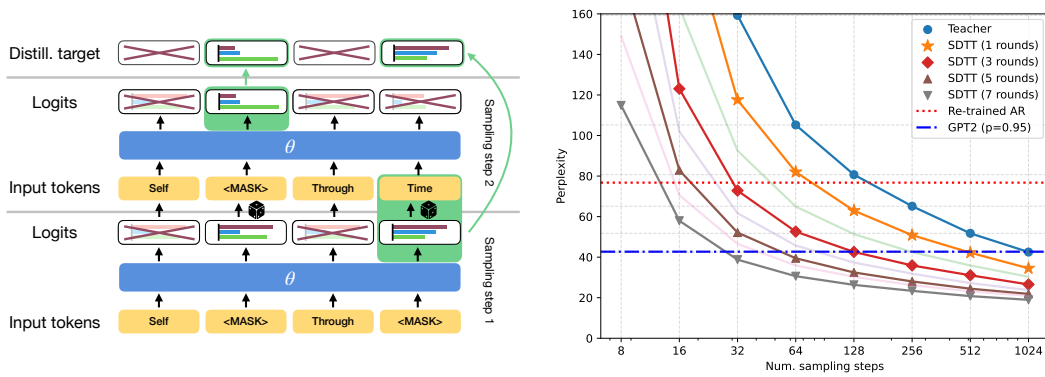 Distill. target
Logits
θ
Sampling step 2
Input tokens
Self
<MASK>
Through
Time
Logits
θ
Sampling step 1
Input tokens
Self
<MASK>
Through
<MASK>
Perplexity
160
140
120
100
80
60
40
20
0
8
16
32
64
128
256
512
1024
Num. sampling steps
Teacher
SDTT (1 rounds)
SDTT (3 rounds)
SDTT (5 rounds)
SDTT (7 rounds)
Re-trained AR
GPT2 (p=0.95)